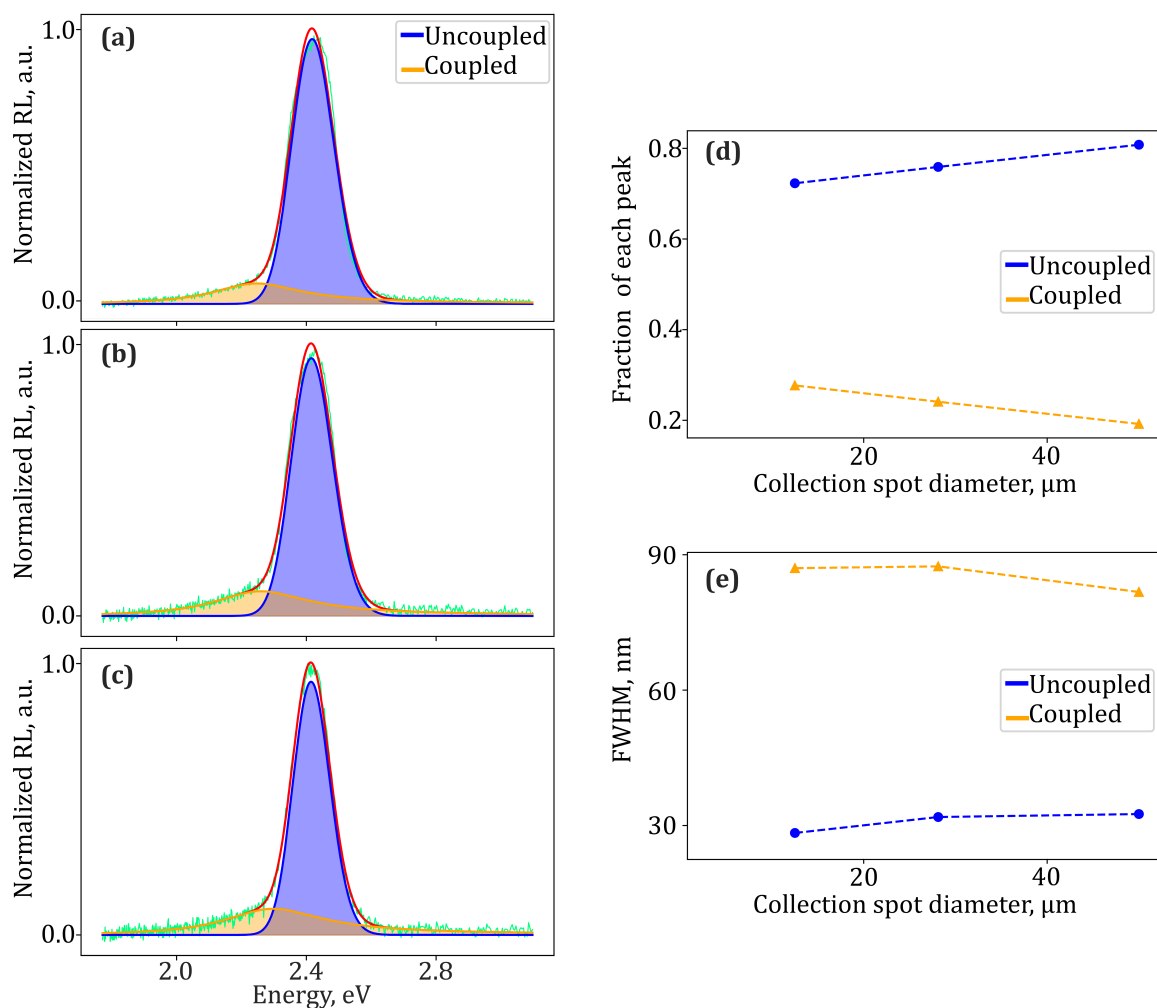 (a)
Uncoupled
Coupled
Normalized RL, a.u.
1.0
0.0
(b)
Normalized RL, a.u.
1.0
0.0
(c)
Normalized RL, a.u.
1.0
0.0
2.0 2.4 2.8
Energy, eV
(d)
Fraction of each peak
0.8
0.6
0.4
0.2
Uncoupled
Coupled
20 40
Collection spot diameter, μm
(e)
FWHM, nm
90
60
30
Uncoupled
Coupled
20 40
Collection spot diameter, μm